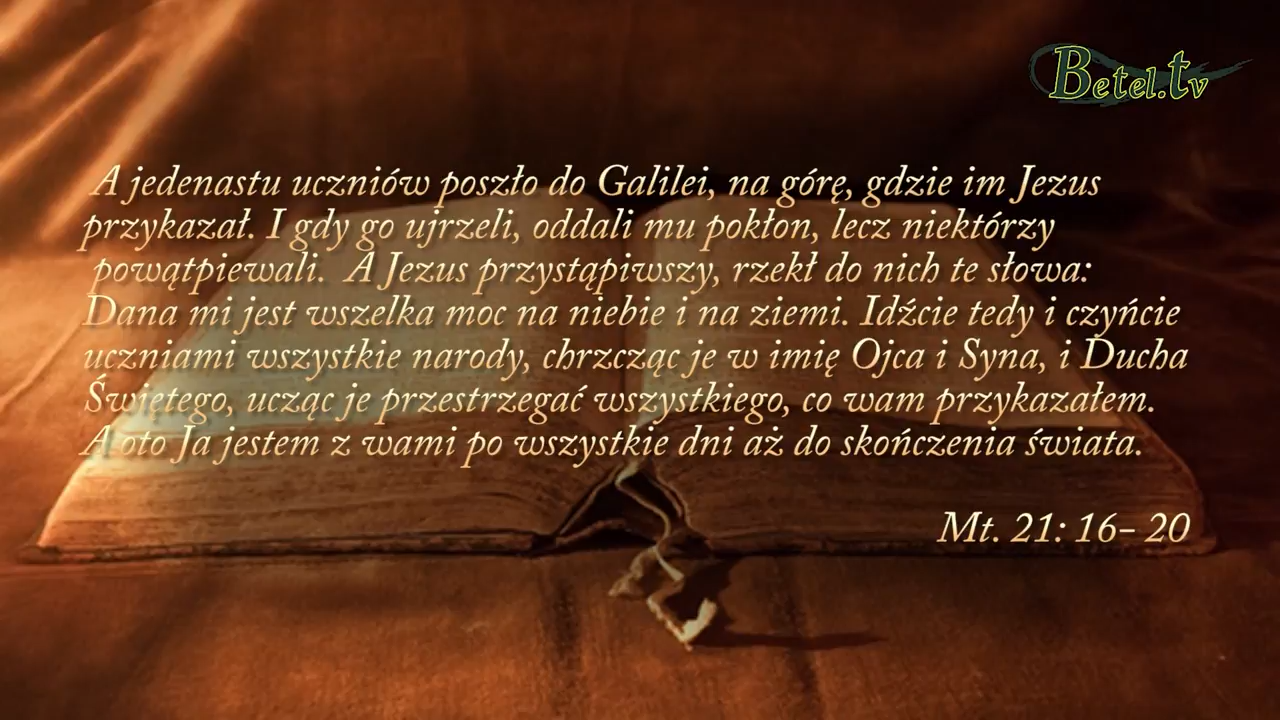 Betel.tv
A jedenastu uczniów poszło do Galilei, na górę, gdzie im Jezus
przykazał. I gdy go ujrzeli, oddali mu pokłon, lecz niektórzy
powątpiewali. A Jezus przystąpiwszy, rzekł do nich te słowa:
Dana mi jest wszelka moc na niebie i na ziemi. Idźcie tedy i czyńcie
uczniami wszystkie narody, chrzcząc je w imię Ojca i Syna, i Ducha
Świętego, ucząc je przestrzegać wszystkiego, co wam przykazałem.
A oto Ja jestem z wami po wszystkie dni aż do skończenia świata.
Mt. 21: 16- 20